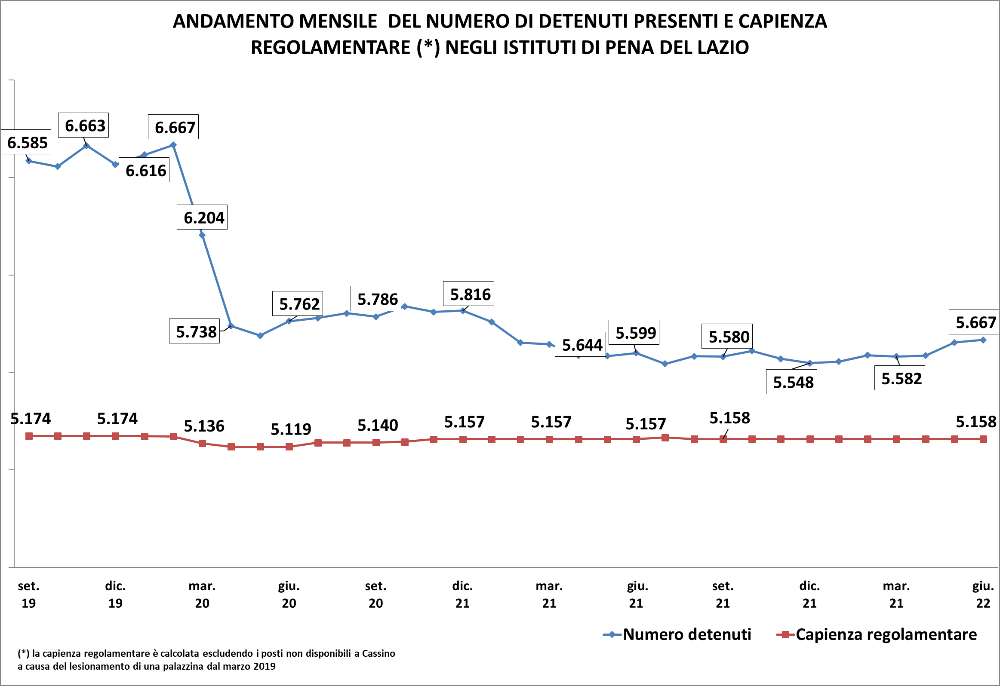 ANDAMENTO MENSILE  DEL NUMERO DI DETENUTI PRESENTI E CAPIENZA
REGOLAMENTARE (*) NEGLI ISTITUTI DI PENA DEL LAZIO
6.585
6.663
6.616
6.667
6.204
5.738
5.762
5.786
5.816
5.644
5.599
5.580
5.548
5.582
5.667
5.174
5.174
5.136
5.119
5.140
5.157
5.157
5.157
5.158
5.158
set. 19
dic. 19
mar. 20
giu. 20
set. 20
dic. 21
mar. 21
giu. 21
set. 21
dic. 21
mar. 21
giu. 22
Numero detenuti
Capienza regolamentare
(*) la capienza regolamentare è calcolata escludendo i posti non disponibili a Cassino
a causa del lesionamento di una palazzina dal marzo 2019